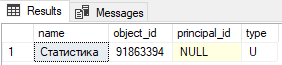 Results Messages
name object_id principal_id type
1 Статистика 91863394 NULL U